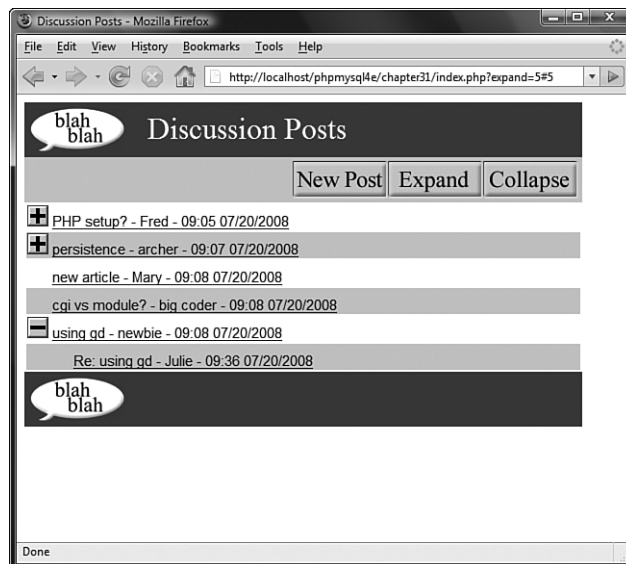 Discussion Posts - Mozilla Firefox
File Edit View History Bookmarks Tools Help
http://localhost/phpmysql4e/chapter31/index.php?expand=5#5
blah
blah
Discussion Posts
New Post Expand Collapse
PHP setup? - Fred - 09:05 07/20/2008
persistence - archer - 09:07 07/20/2008
new article - Mary - 09:08 07/20/2008
cgi vs module? - big coder - 09:08 07/20/2008
using gd - newbie - 09:08 07/20/2008
Re: using gd - Julie - 09:36 07/20/2008
blah
blah
Done